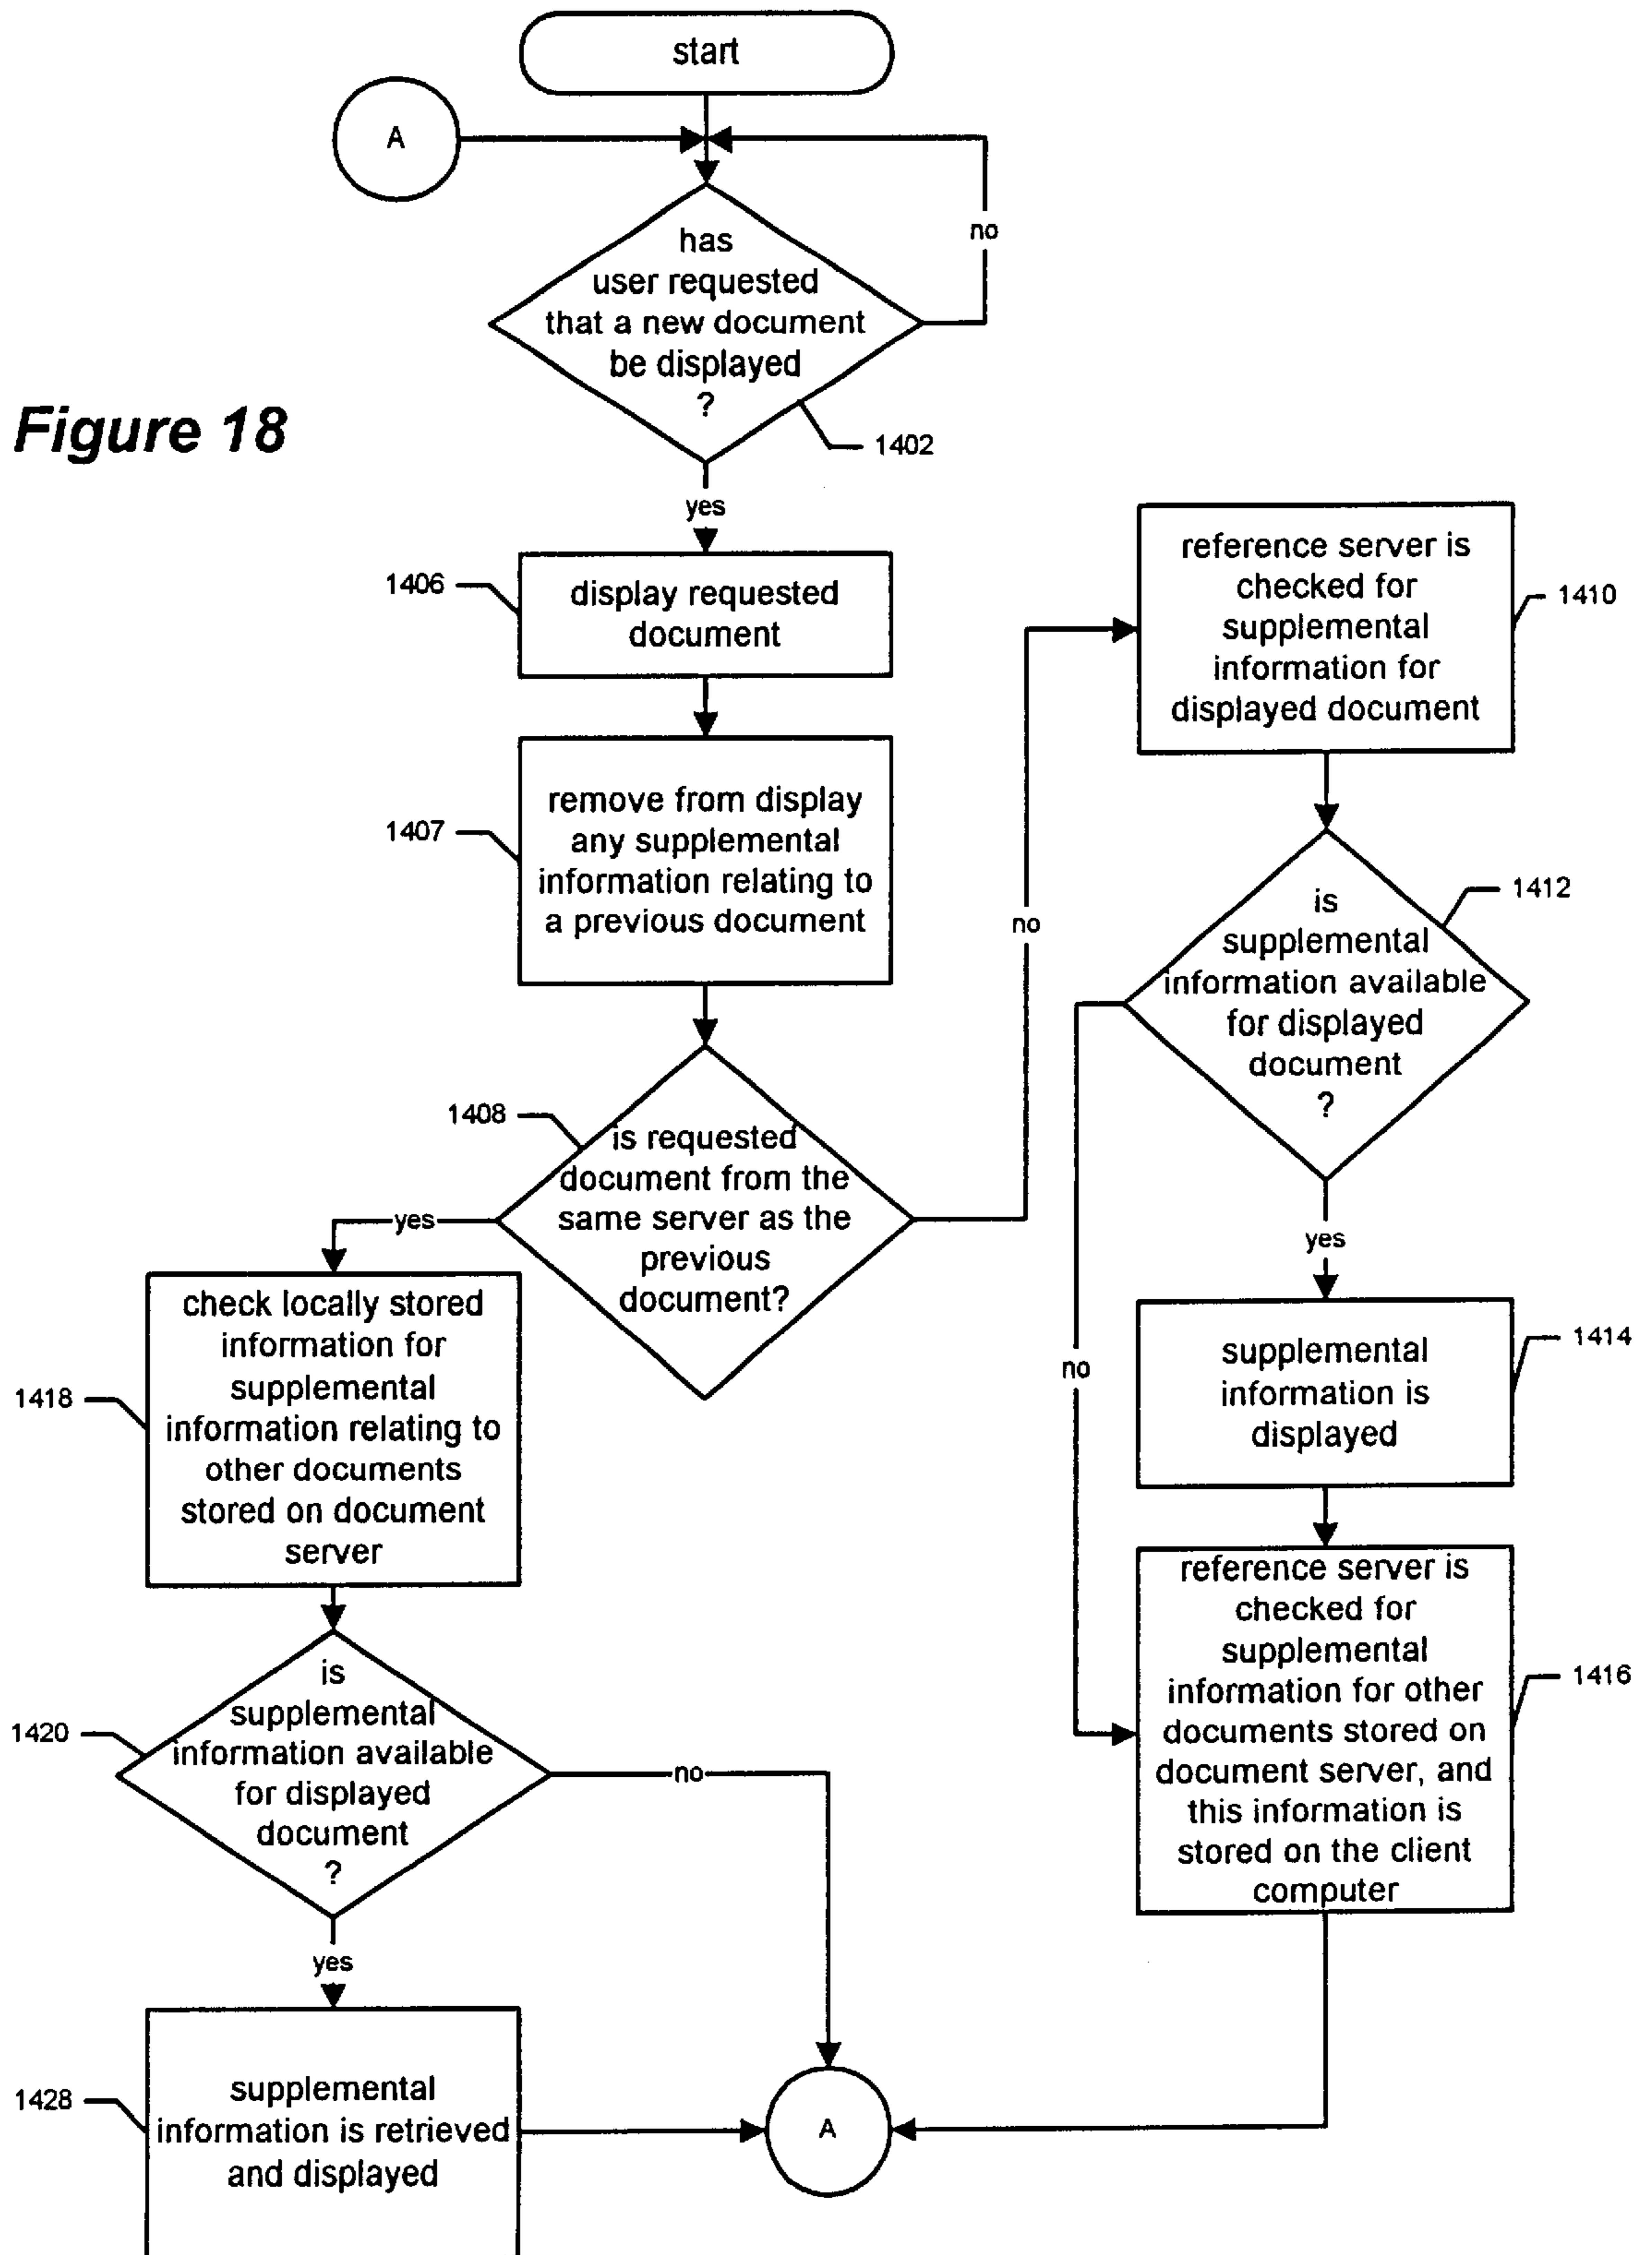 start
A
has
user requested
that a new document
be displayed
?
no
1402
Figure 18
yes
1406
display requested
document
1407
remove from display
any supplemental
information relating to
a previous document
1408
is requested
document from the
same server as the
previous
document?
no
yes
reference server is
checked for
supplemental
information for
displayed document
1410
is
supplemental
information available
for displayed
document
?
1412
no
yes
supplemental
information is
displayed
1414
reference server is
checked for
supplemental
information for other
documents stored on
document server, and
this information is
stored on the client
computer
1416
1418
check locally stored
information for
supplemental
information relating to
other documents
stored on document
server
1420
is
supplemental
information available
for displayed
document
?
no
yes
1428
supplemental
information is retrieved
and displayed
A